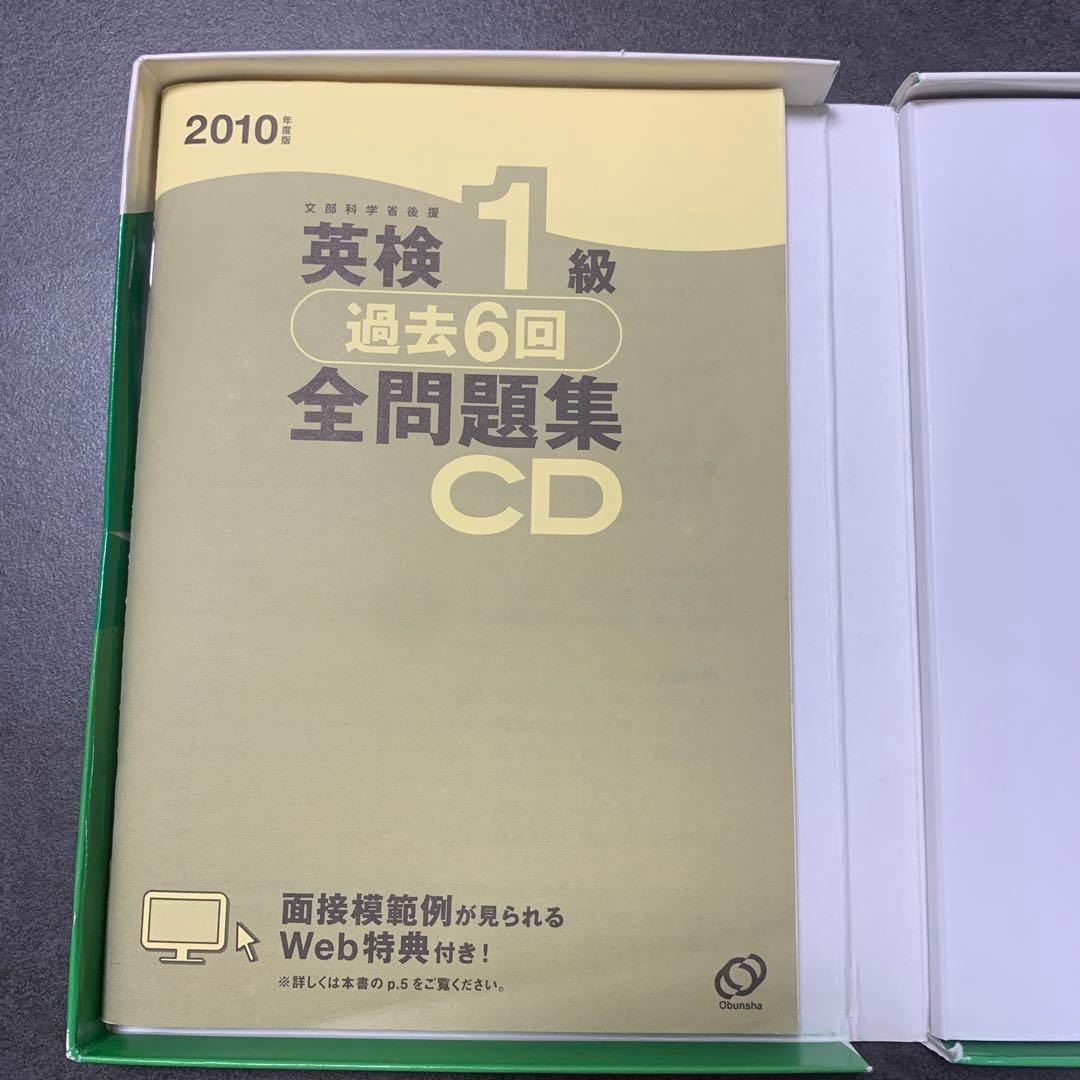 2010年度版
文部科学省後援
英検1級
過去6回
全問題集
CD
面接模範例が見られる
Web特典付き！
※詳しくは本書の p.5 をご覧ください。
Obunsha